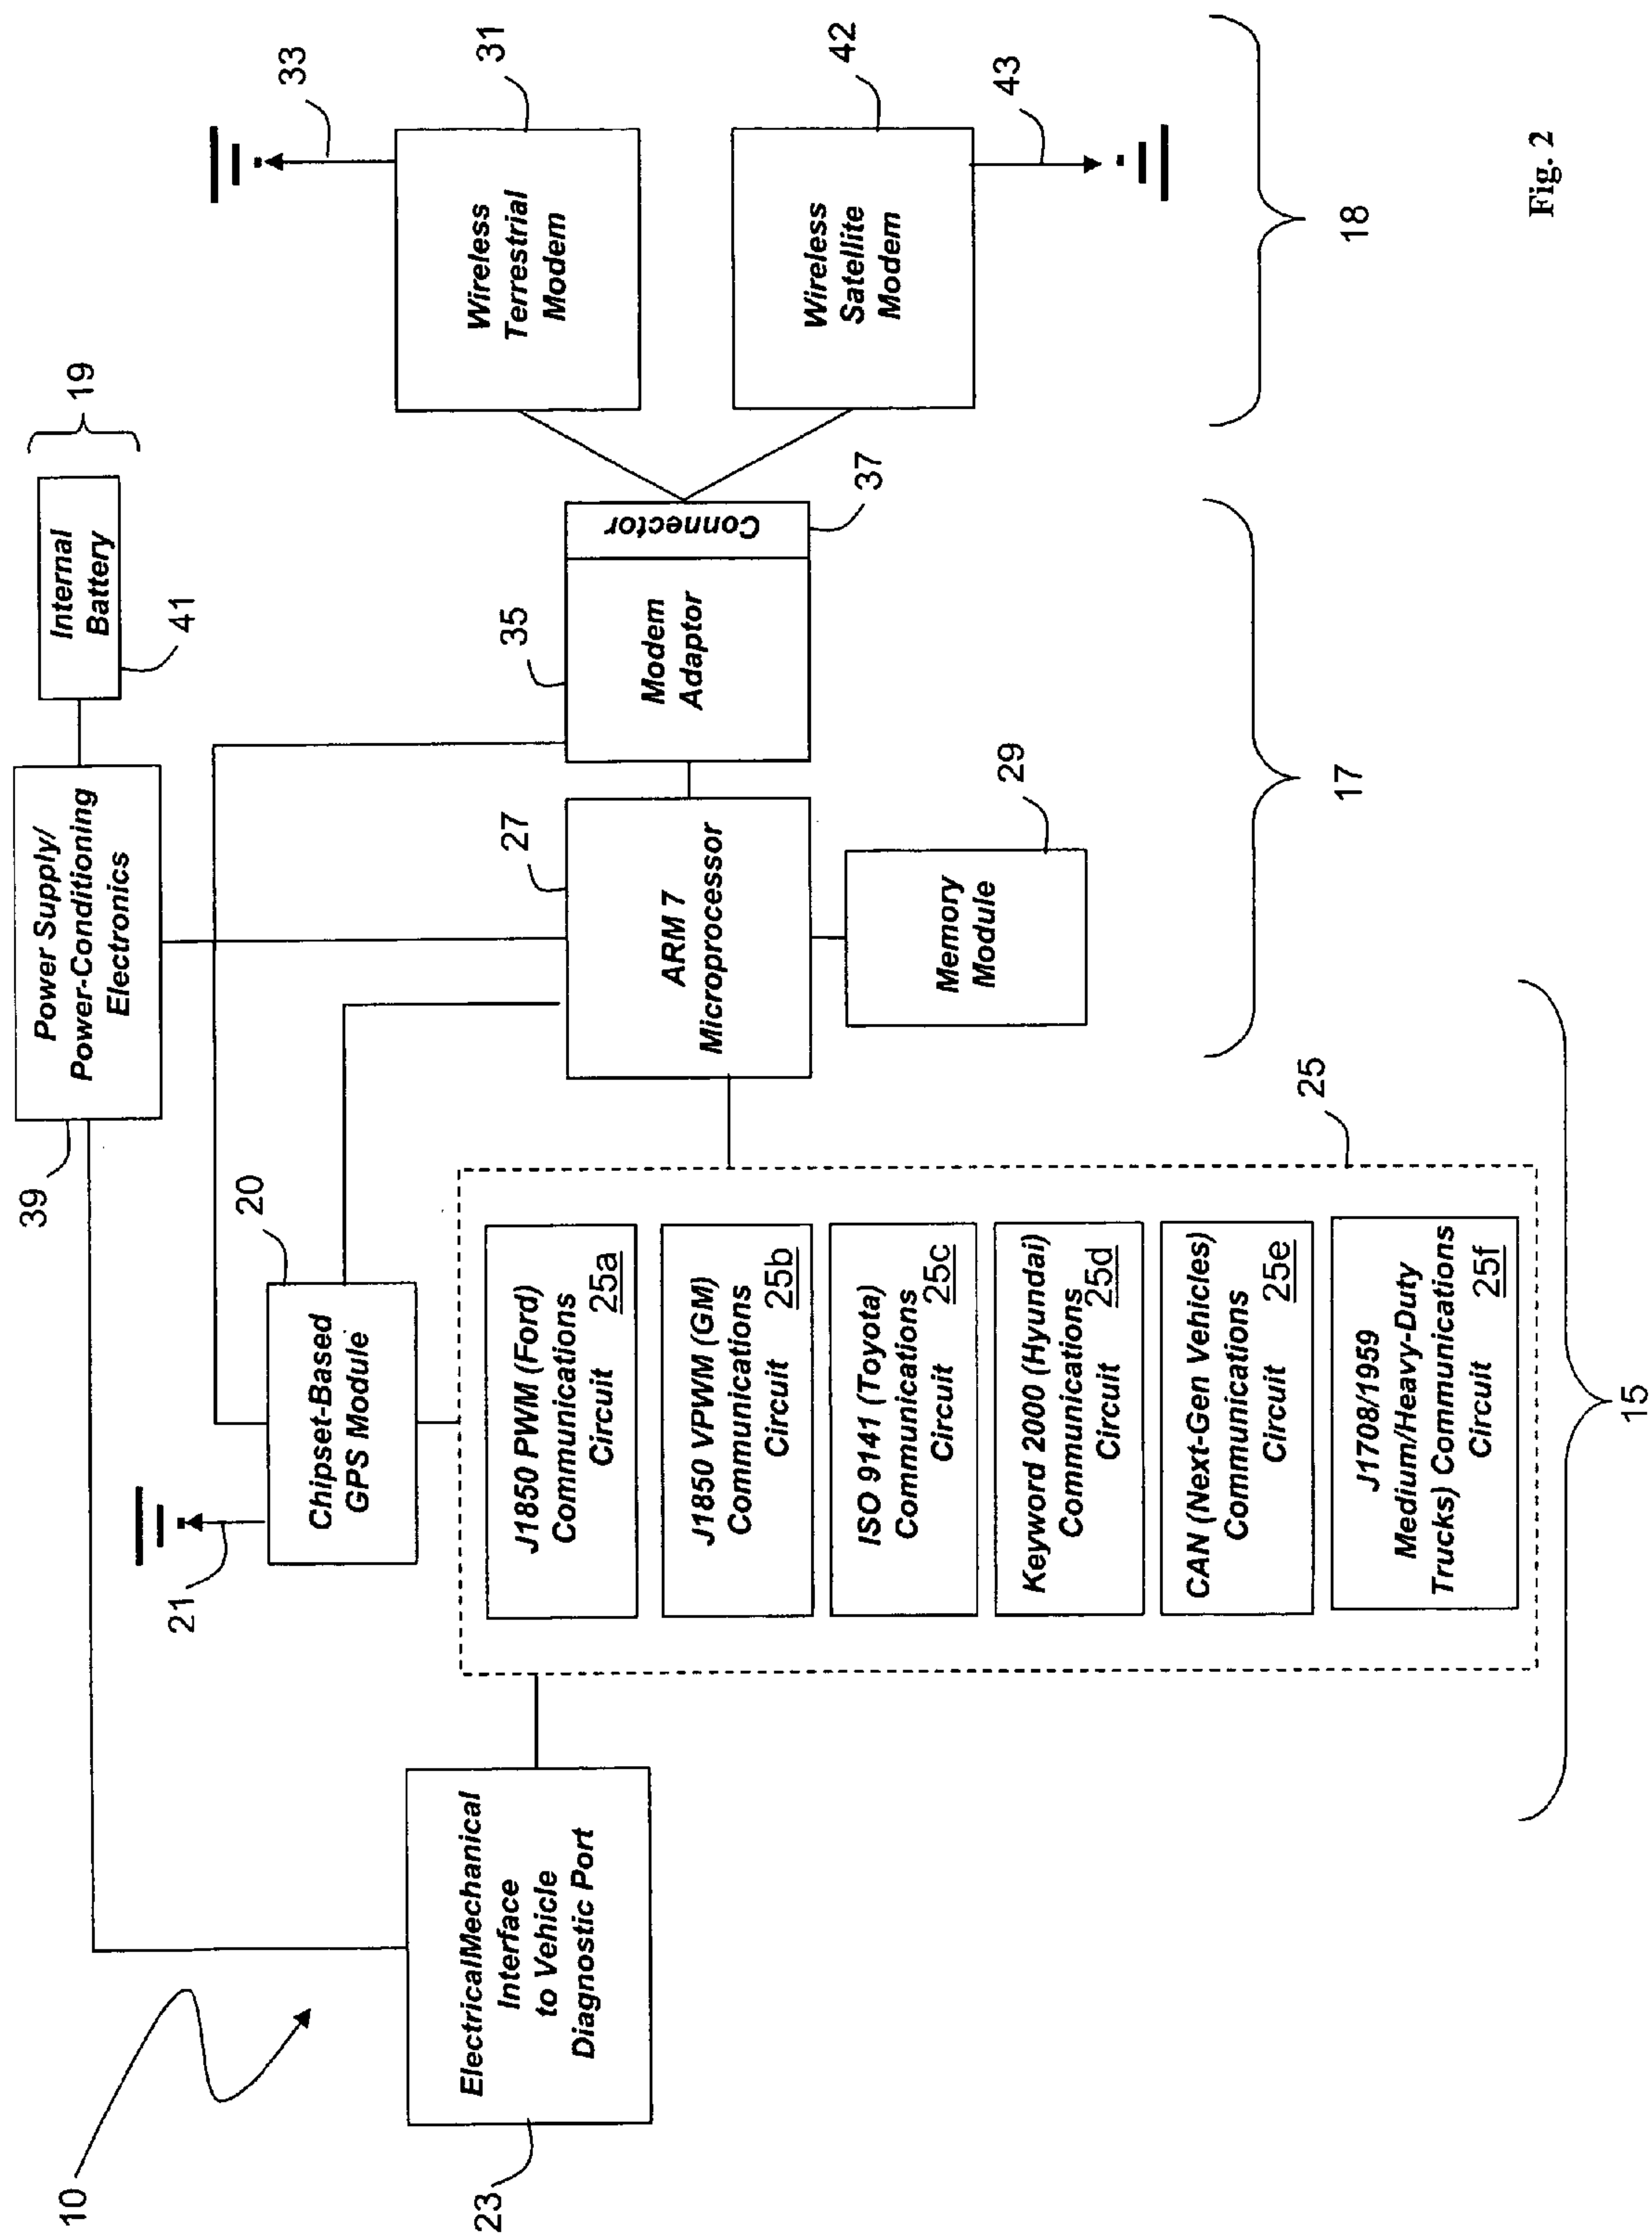 10
39
Power Supply/
Power-Conditioning
Electronics
Internal
Battery
19
41
21
20
Chipset-Based
GPS Module
33
31
Wireless
Terrestrial
Modem
27
ARM 7
Microprocessor
35
Modem
Adaptor
Connector
37
23
ElectricalMechanical
Interface
to Vehicle
Diagnostic Port
J1850 PWM (Ford)
Communications
Circuit 25a
J1850 VPWM (GM)
Communications
Circuit 25b
ISO 9141 (Toyota)
Communications
Circuit 25c
Keyword 2000 (Hyundai)
Communications
Circuit 25d
CAN (Next-Gen Vehicles)
Communications
Circuit 25e
J1708/1959
Medium/Heavy-Duty
Trucks) Communications
Circuit 25f
25
Memory
Module
29
Wireless
Satellite
Modem
42
43
15
17
18
Fig. 2